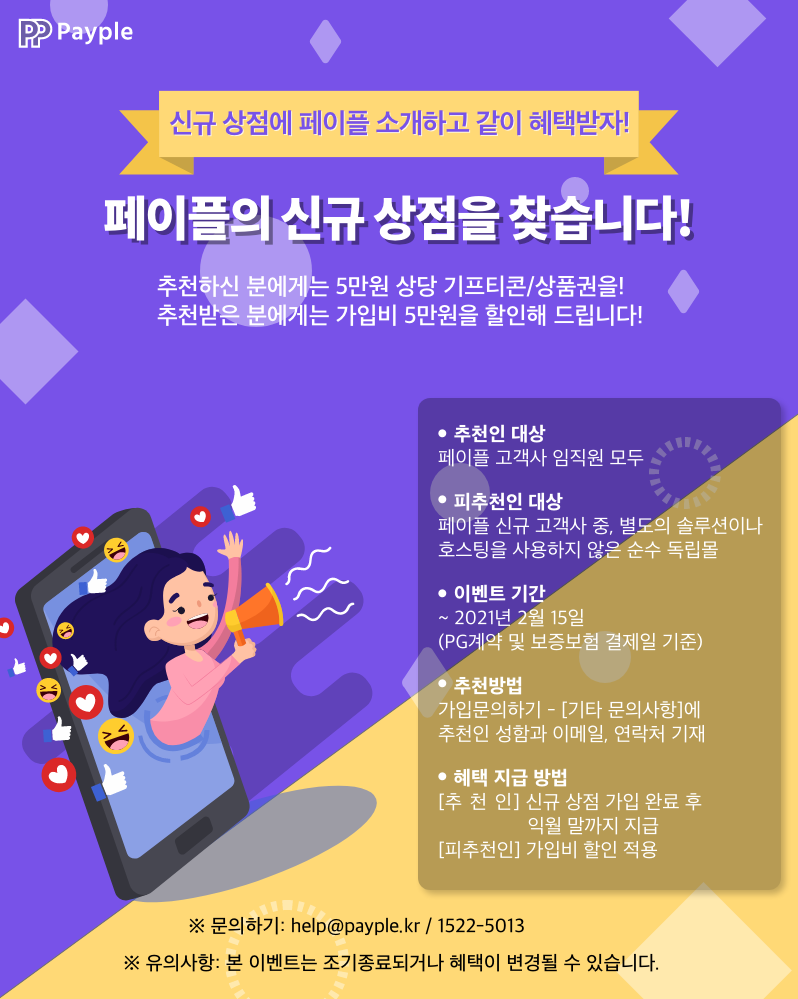 Payple
신규 상점에 페이플 소개하고 같이 혜택받자!
페이플의 신규 상점을 찾습니다!
추천하신 분에게는 5만원 상당 기프티콘/상품권을!
추천받은 분에게는 가입비 5만원을 할인해 드립니다!
• 추천인 대상
페이플 고객사 임직원 모두
• 피추천인 대상
페이플 신규 고객사 중, 별도의 솔루션이나
호스팅을 사용하지 않은 순수 독립몰
• 이벤트 기간
~ 2021년 2월 15일
(PG계약 및 보증보험 결제일 기준)
• 추천방법
가입문의하기 - [기타 문의사항]에
추천인 성함과 이메일, 연락처 기재
• 혜택 지급 방법
[추 천 인] 신규 상점 가입 완료 후
익월 말까지 지급
[피추천인] 가입비 할인 적용
※ 문의하기: help@payple.kr / 1522-5013
※ 유의사항: 본 이벤트는 조기종료되거나 혜택이 변경될 수 있습니다.